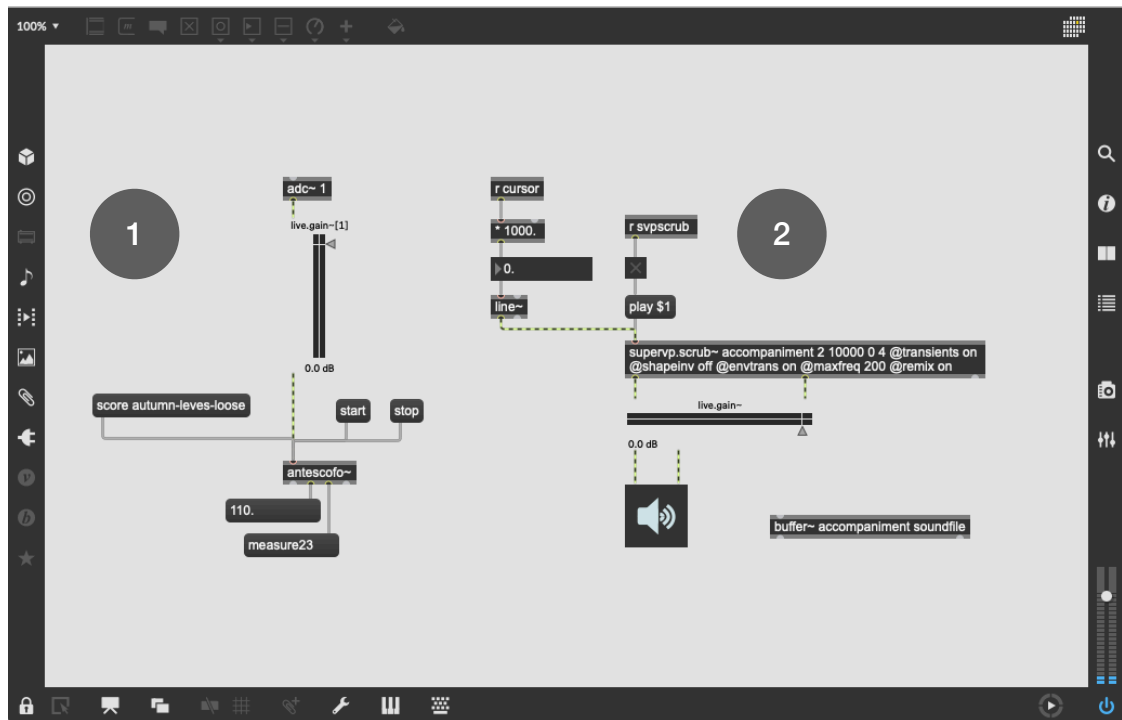 100% ▼
adc~ 1
live.gain~[1]
0.0 dB
1
score autumn-leves-loose
start
stop
antescofo~
110.
measure23
r cursor
* 1000.
0.
line~
r svpscrub
play $1
2
supervp.scrub~ accompaniment 2 10000 0 4 @transients on
@shapeinv off @envtrans on @maxfreq 200 @remix on
live.gain~
0.0 dB
buffer~ accompaniment soundfile